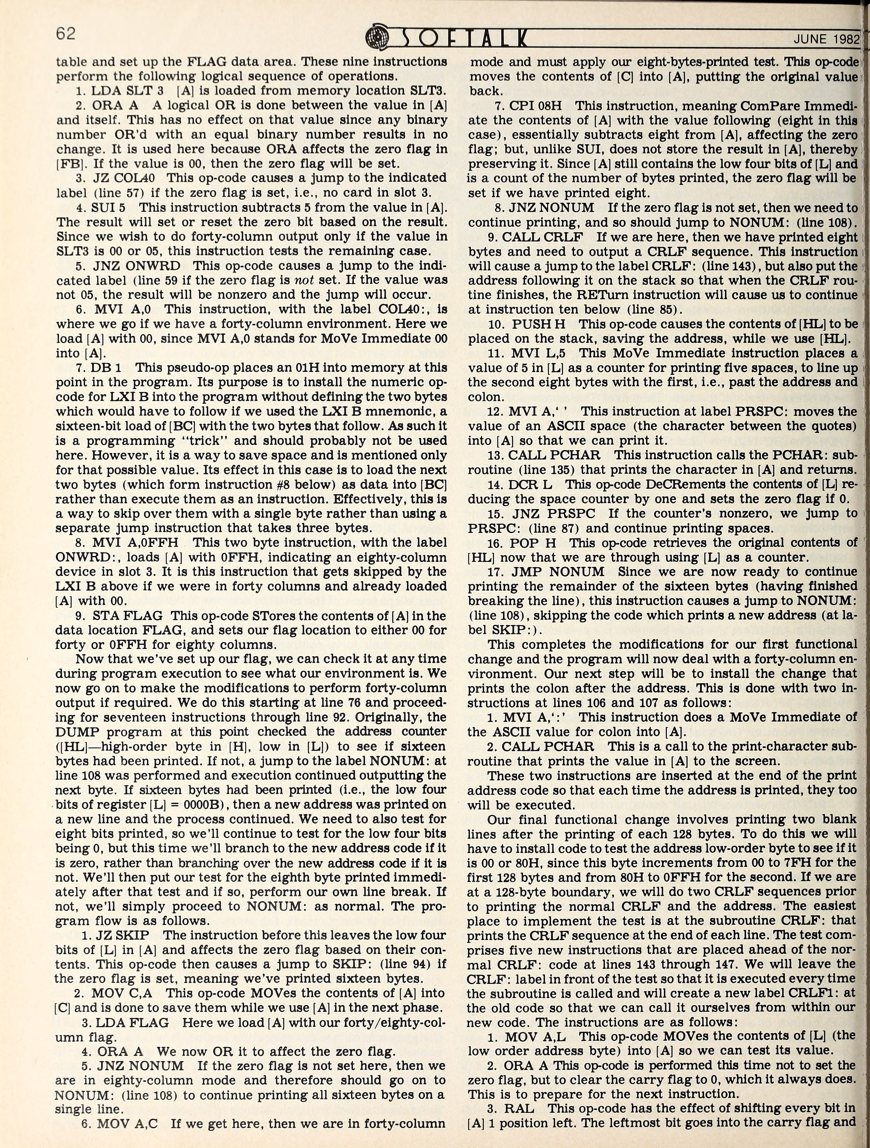 62
SOFTALK
JUNE 1982
table and set up the FLAG data area. These nine instructions
perform the following logical sequence of operations.
1. LDA SLT 3 [A] is loaded from memory location SLT3.
2. ORA A A logical OR is done between the value in [A]
and itself. This has no effect on that value since any binary
number OR'd with an equal binary number results in no
change. It is used here because ORA affects the zero flag in
[FB]. If the value is 00, then the zero flag will be set.
3. JZ COL40 This op-code causes a jump to the indicated
label (line 57) if the zero flag is set, i.e., no card in slot 3.
4. SUI 5 This instruction subtracts 5 from the value in [A].
The result will set or reset the zero bit based on the result.
Since we wish to do forty-column output only if the value in
SLT3 is 00 or 05, this instruction tests the remaining case.
5. JNZ ONWRD This op-code causes a jump to the indi-
cated label (line 59 if the zero flag is not set. If the value was
not 05, the result will be nonzero and the jump will occur.
6. MVI A,0 This instruction, with the label COL40:, is
where we go if we have a forty-column environment. Here we
load [A] with 00, since MVI A,0 stands for MoVe Immediate 00
into [A].
7. DB 1 This pseudo-op places an 01H into memory at this
point in the program. Its purpose is to install the numeric op-
code for LXI B into the program without defining the two bytes
which would have to follow if we used the LXI B mnemonic, a
sixteen-bit load of [BC] with the two bytes that follow. As such it
is a programming "trick" and should probably not be used
here. However, it is a way to save space and is mentioned only
for that possible value. Its effect in this case is to load the next
two bytes (which form instruction #8 below) as data into [BC]
rather than execute them as an instruction. Effectively, this is
a way to skip over them with a single byte rather than using a
separate jump instruction that takes three bytes.
8. MVI A,0FFH This two byte instruction, with the label
ONWRD:, loads [A] with 0FFH, indicating an eighty-column
device in slot 3. It is this instruction that gets skipped by the
LXI B above if we were in forty columns and already loaded
[A] with 00.
9. STA FLAG This op-code STores the contents of [A] in the
data location FLAG, and sets our flag location to either 00 for
forty or 0FFH for eighty columns.
Now that we've set up our flag, we can check it at any time
during program execution to see what our environment is. We
now go on to make the modifications to perform forty-column
output if required. We do this starting at line 76 and proceed-
ing for seventeen instructions through line 92. Originally, the
DUMP program at this point checked the address counter
([HL]—high-order byte in [H], low in [L]) to see if sixteen
bytes had been printed. If not, a jump to the label NONUM: at
line 108 was performed and execution continued outputting the
next byte. If sixteen bytes had been printed (i.e., the low four
bits of register [L] = 0000B), then a new address was printed on
a new line and the process continued. We need to also test for
eight bits printed, so we'll continue to test for the low four bits
being 0, but this time we'll branch to the new address code if it
is zero, rather than branching over the new address code if it is
not. We'll then put our test for the eighth byte printed immedi-
ately after that test and if so, perform our own line break. If
not, we'll simply proceed to NONUM: as normal. The pro-
gram flow is as follows.
1. JZ SKIP The instruction before this leaves the low four
bits of [L] in [A] and affects the zero flag based on their con-
tents. This op-code then causes a jump to SKIP: (line 94) if
the zero flag is set, meaning we've printed sixteen bytes.
2. MOV C,A This op-code MOVes the contents of [A] into
[C] and is done to save them while we use [A] in the next phase.
3. LDA FLAG Here we load [A] with our forty/eighty-col-
umn flag.
4. ORA A We now OR it to affect the zero flag.
5. JNZ NONUM If the zero flag is not set here, then we
are in eighty-column mode and therefore should go on to
NONUM: (line 108) to continue printing all sixteen bytes on a
single line.
6. MOV A,C If we get here, then we are in forty-column
mode and must apply our eight-bytes-printed test. This op-code
moves the contents of [C] into [A], putting the original value
back.
7. CPI 08H This instruction, meaning ComPare Immedi-
ate the contents of [A] with the value following (eight in this
case), essentially subtracts eight from [A], affecting the zero
flag; but, unlike SUI, does not store the result in [A], thereby
preserving it. Since [A] still contains the low four bits of [L] and
is a count of the number of bytes printed, the zero flag will be
set if we have printed eight.
8. JNZ NONUM If the zero flag is not set, then we need to
continue printing, and so should jump to NONUM: (line 108).
9. CALL CRLF If we are here, then we have printed eight
bytes and need to output a CRLF sequence. This instruction
will cause a jump to the label CRLF: (line 143), but also put the
address following it on the stack so that when the CRLF rou-
tine finishes, the RETurn instruction will cause us to continue
at instruction ten below (line 85).
10. PUSH H This op-code causes the contents of [HL] to be
placed on the stack, saving the address, while we use [HL].
11. MVI L,5 This MoVe Immediate instruction places a
value of 5 in [L] as a counter for printing five spaces, to line up
the second eight bytes with the first, i.e., past the address and
colon.
12. MVI A,' ' This instruction at label PRSPC: moves the
value of an ASCII space (the character between the quotes)
into [A] so that we can print it.
13. CALL PCHAR This instruction calls the PCHAR: sub-
routine (line 135) that prints the character in [A] and returns.
14. DCR L This op-code DeCRements the contents of [L] re-
ducing the space counter by one and sets the zero flag if 0.
15. JNZ PRSPC If the counter's nonzero, we jump to
PRSPC: (line 87) and continue printing spaces.
16. POP H This op-code retrieves the original contents of
[HL] now that we are through using [L] as a counter.
17. JMP NONUM Since we are now ready to continue
printing the remainder of the sixteen bytes (having finished
breaking the line), this instruction causes a jump to NONUM:
(line 108), skipping the code which prints a new address (at la-
bel SKIP:).
This completes the modifications for our first functional
change and the program will now deal with a forty-column en-
vironment. Our next step will be to install the change that
prints the colon after the address. This is done with two in-
structions at lines 106 and 107 as follows:
1. MVI A,':' This instruction does a MoVe Immediate of
the ASCII value for colon into [A].
2. CALL PCHAR This is a call to the print-character sub-
routine that prints the value in [A] to the screen.
These two instructions are inserted at the end of the print
address code so that each time the address is printed, they too
will be executed.
Our final functional change involves printing two blank
lines after the printing of each 128 bytes. To do this we will
have to install code to test the address low-order byte to see if it
is 00 or 80H, since this byte increments from 00 to 7FH for the
first 128 bytes and from 80H to 0FFH for the second. If we are
at a 128-byte boundary, we will do two CRLF sequences prior
to printing the normal CRLF and the address. The easiest
place to implement the test is at the subroutine CRLF: that
prints the CRLF sequence at the end of each line. The test com-
prises five new instructions that are placed ahead of the nor-
mal CRLF: code at lines 143 through 147. We will leave the
CRLF: label in front of the test so that it is executed every time
the subroutine is called and will create a new label CRLF1: at
the old code so that we can call it ourselves from within our
new code. The instructions are as follows:
1. MOV A,L This op-code MOVes the contents of [L] (the
low order address byte) into [A] so we can test its value.
2. ORA A This op-code is performed this time not to set the
zero flag, but to clear the carry flag to 0, which it always does.
This is to prepare for the next instruction.
3. RAL This op-code has the effect of shifting every bit in
[A] 1 position left. The leftmost bit goes into the carry flag and